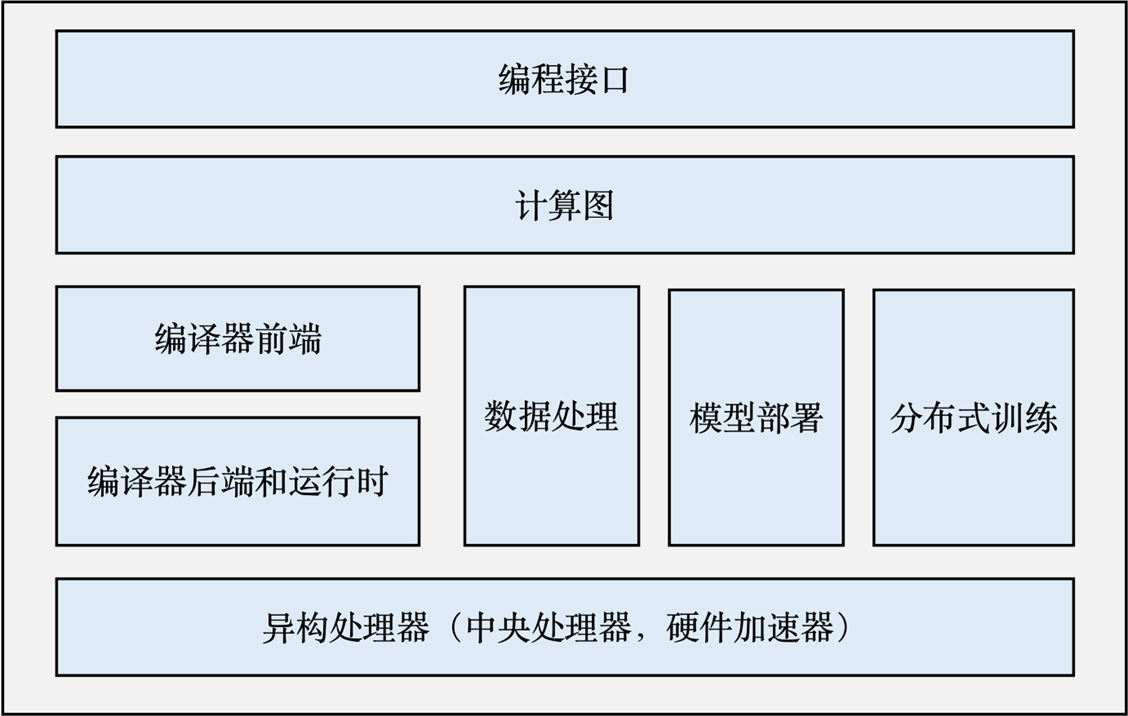 编程接口
计算图
编译器前端
编译器后端和运行时
数据处理
模型部署
分布式训练
异构处理器（中央处理器，硬件加速器）